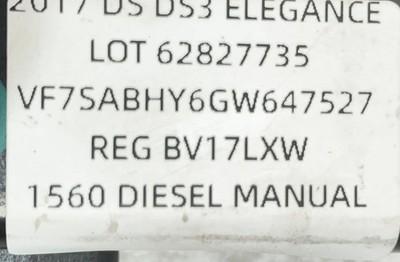 2017 DS DS3 ELEGANCE
LOT 62827735
VF7SABHY6GW647527
REG BV17LXW
1560 DIESEL MANUAL